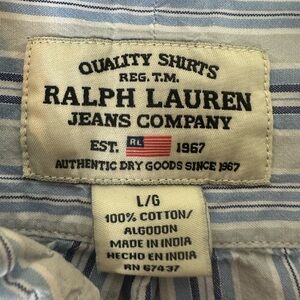 QUALITY SHIRTS
REG. T.M.
RALPH LAUREN
JEANS COMPANY
EST. RL 1967
AUTHENTIC DRY GOODS SINCE 1967
L/G
100% COTTON/
ALGODON
MADE IN INDIA
HECHO EN INDIA
RN 67437